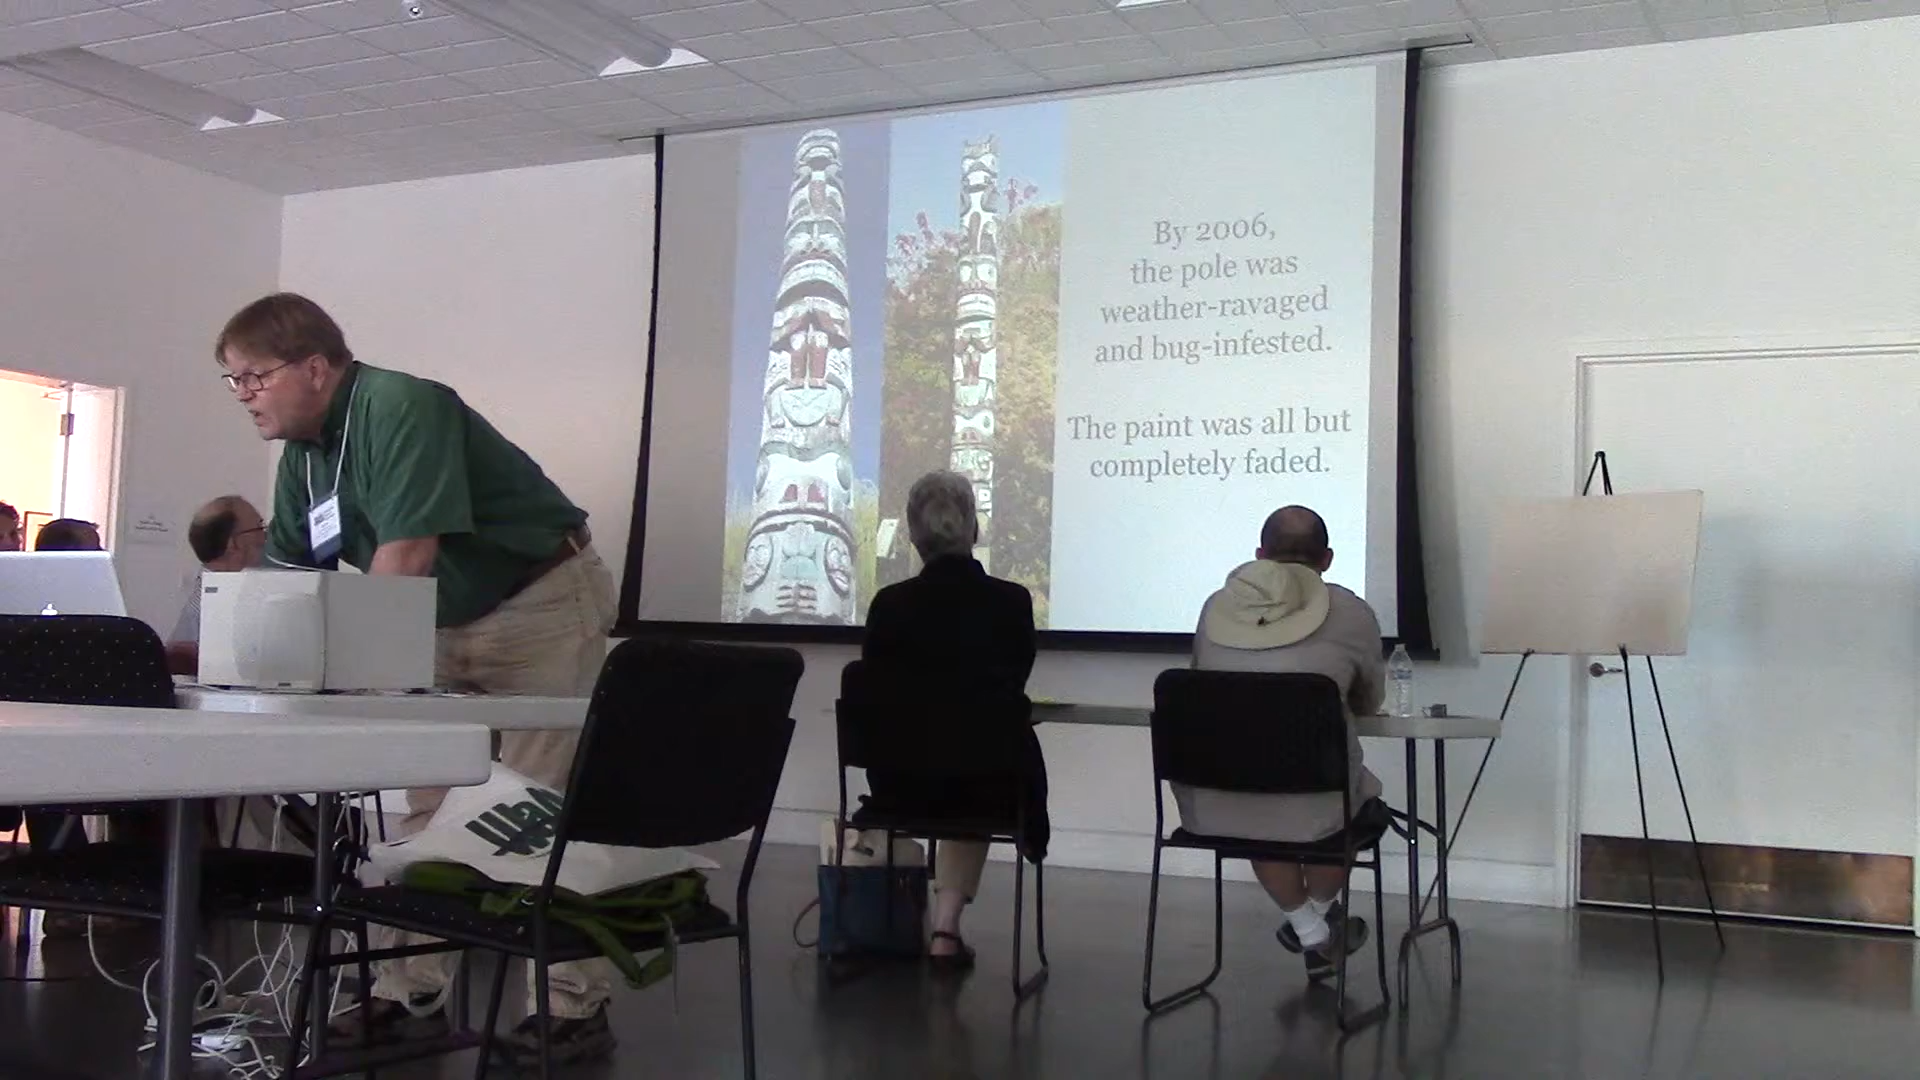 By 2006,
the pole was
weather-ravaged
and bug-infested.
The paint was all but
completely faded.